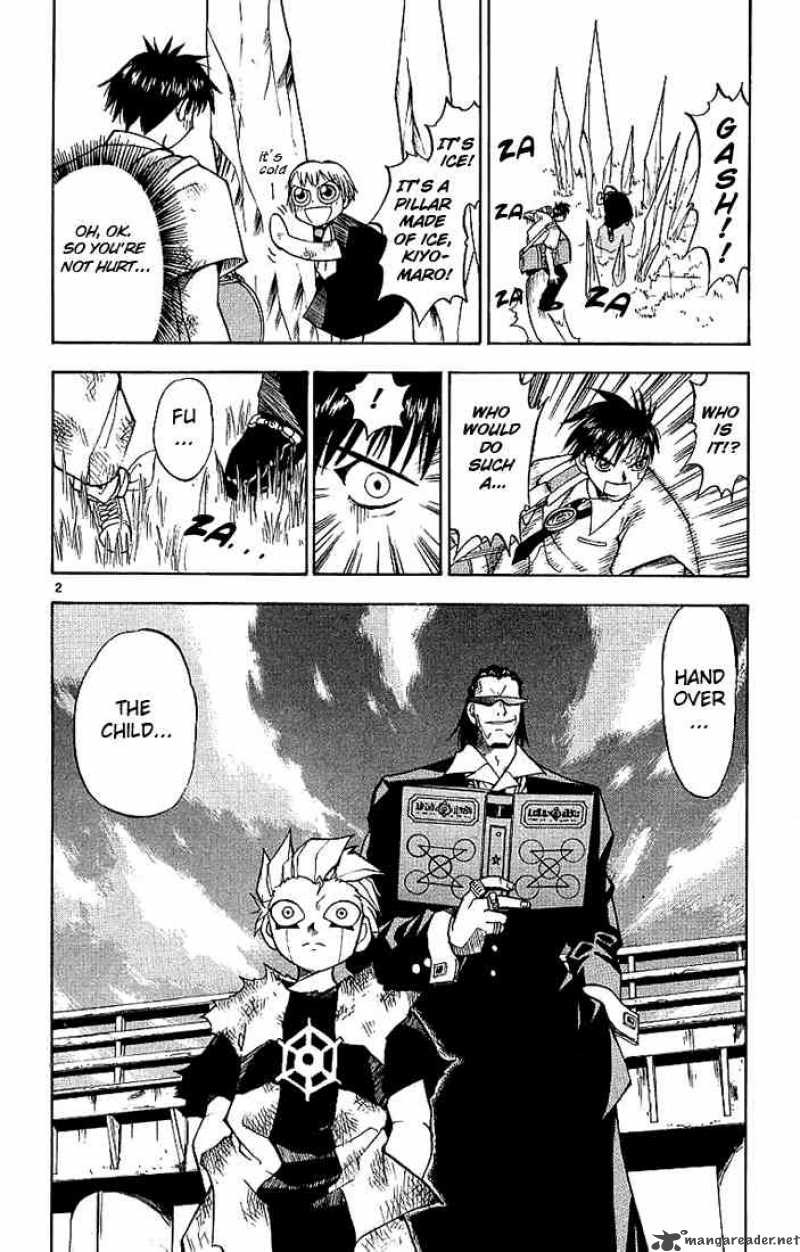 GASH!!
ZA
ZA
ZA
ZA
IT'S
ICE!
IT'S A
PILLAR
MADE
OF ICE,
KIYO-
MARO!
it's
cold
OH, OK.
SO YOU'RE
NOT HURT...
WHO
IS
IT!?
WHO
WOULD
DO
SUCH
A...
!
FU
...
ZA...
2
HAND
OVER
...
THE
CHILD...
mangareader.net